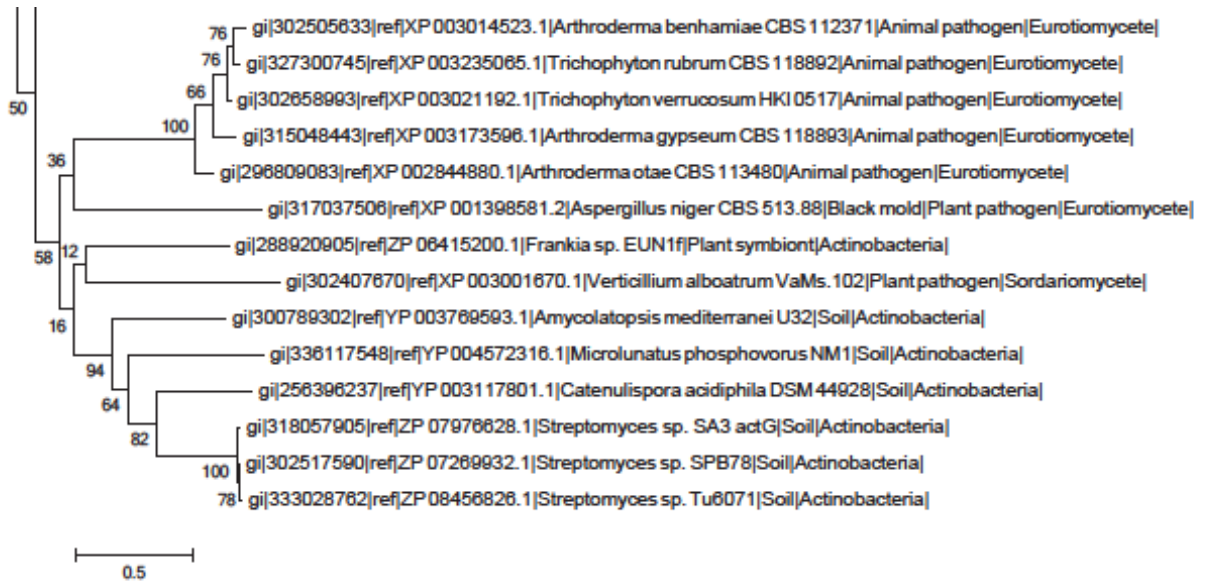 76 gi|302505633|ref|XP 003014523.1|Arthroderma benhamiae CBS 112371|Animal pathogen|Eurotiomycete|
76 gi|327300745|ref|XP 003235065.1|Trichophyton rubrum CBS 118892|Animal pathogen|Eurotiomycete|
66 gi|302658993|ref|XP 003021192.1|Trichophyton verrucosum HKI 0517|Animal pathogen|Eurotiomycete|
50
100 gi|315048443|ref|XP 003173596.1|Arthroderma gypseum CBS 118893|Animal pathogen|Eurotiomycete|
36 gi|296809083|ref|XP 002844880.1|Arthroderma otae CBS 113480|Animal pathogen|Eurotiomycete|
gi|317037506|ref|XP 001398581.2|Aspergillus niger CBS 513.88|Black mold|Plant pathogen|Eurotiomycete|
58 12 gi|288920905|ref|ZP 06415200.1|Frankia sp. EUN1f|Plant symbiont|Actinobacteria|
gi|302407670|ref|XP 003001670.1|Verticillium alboatrum VaMs.102|Plant pathogen|Sordariomycete|
16 gi|300789302|ref|YP 003769593.1|Amycolatopsis mediterranei U32|Soil|Actinobacteria|
94 gi|336117548|ref|YP 004572316.1|Microlunatus phosphovorus NM1|Soil|Actinobacteria|
64 gi|256396237|ref|YP 003117801.1|Catenulispora acidiphila DSM 44928|Soil|Actinobacteria|
82 gi|318057905|ref|ZP 07976628.1|Streptomyces sp. SA3 actG|Soil|Actinobacteria|
100 gi|302517590|ref|ZP 07269932.1|Streptomyces sp. SPB78|Soil|Actinobacteria|
78 gi|333028762|ref|ZP 08456826.1|Streptomyces sp. Tu6071|Soil|Actinobacteria|
0.5